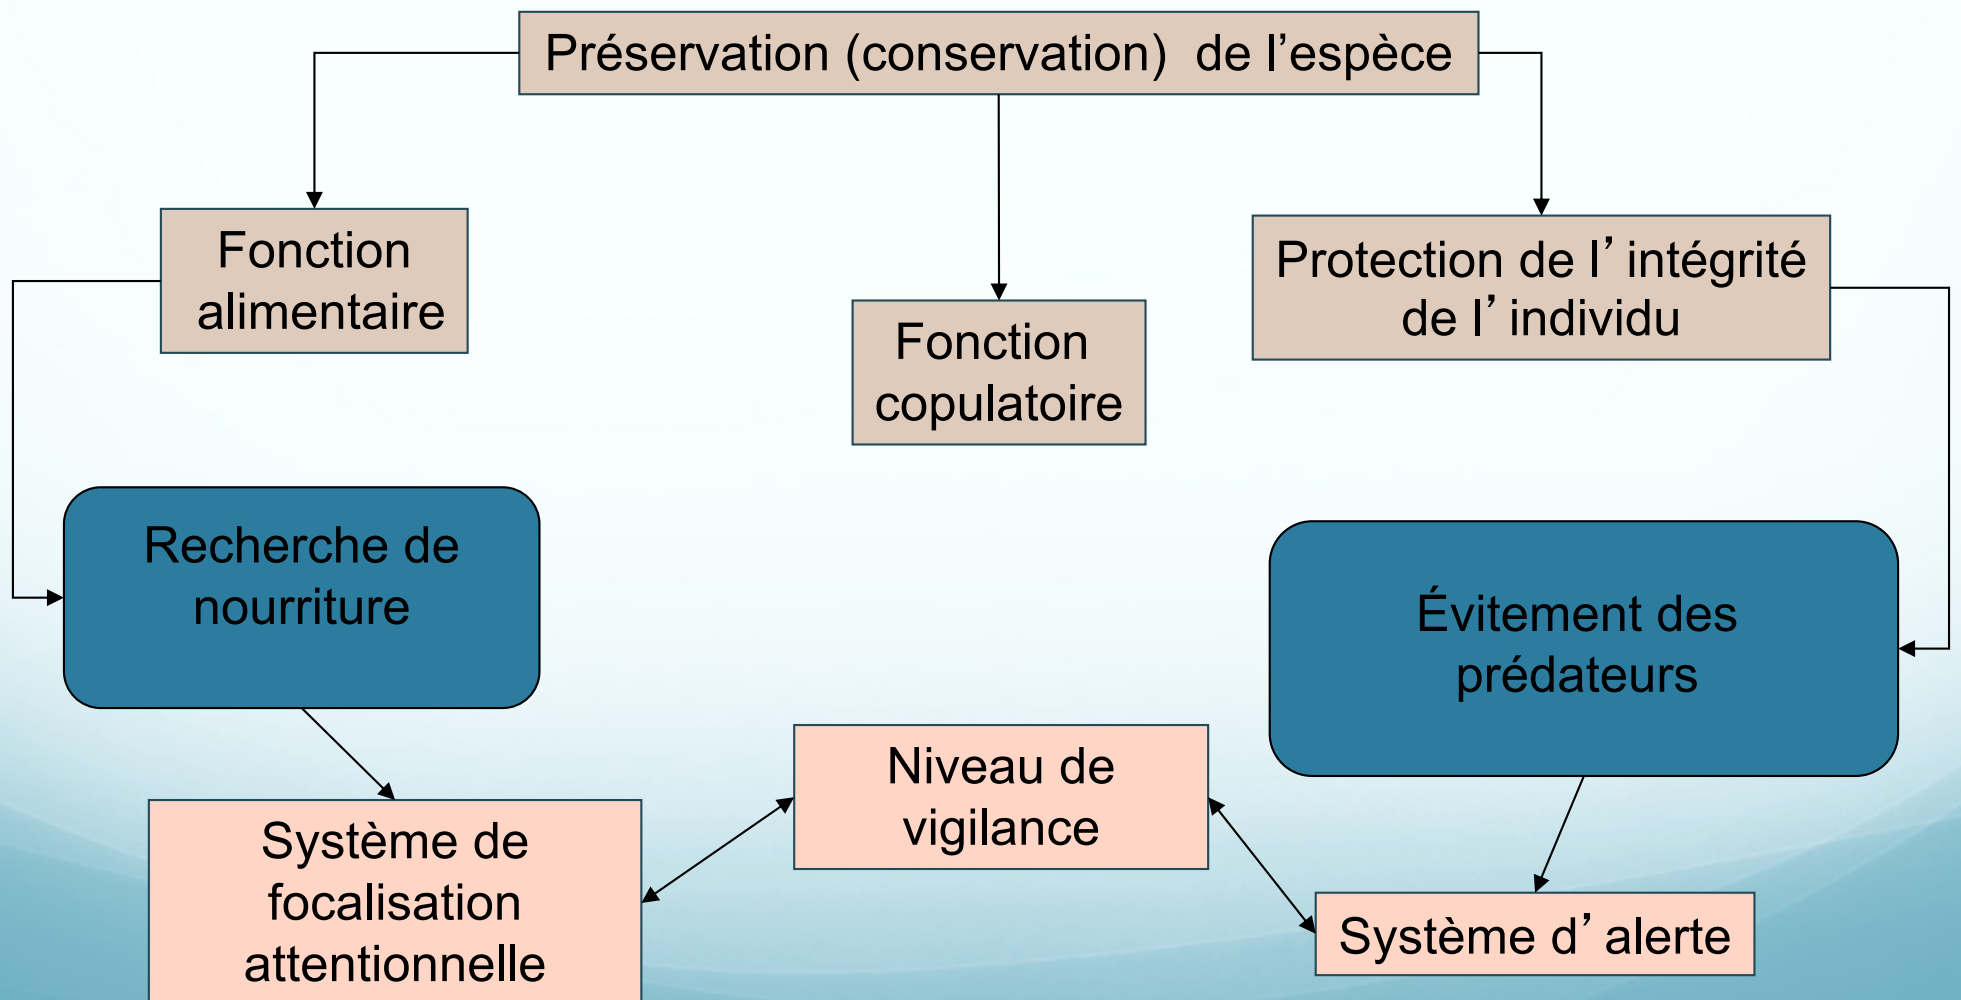 Préservation (conservation)  de l’espèce
Fonction
alimentaire
Fonction
copulatoire
Protection de l’ intégrité
de l’ individu
Recherche de
nourriture
Évitement des
prédateurs
Niveau de
vigilance
Système de
focalisation
attentionnelle
Système d’ alerte